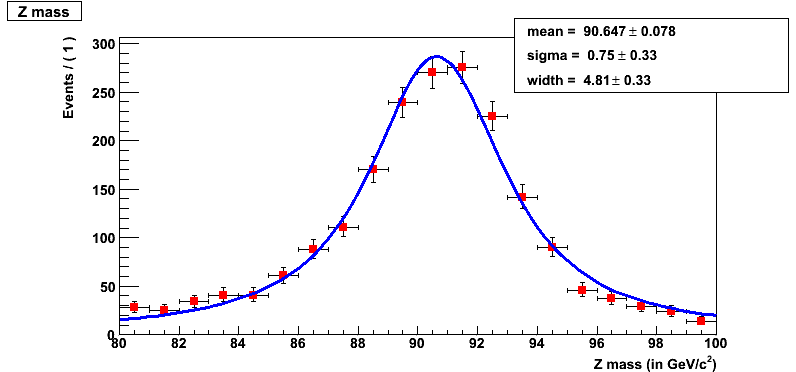 Z mass
mean = 90.647 ± 0.078
sigma = 0.75 ± 0.33
width = 4.81 ± 0.33
Events / ( 1 )
300
250
200
150
100
50
0
80 82 84 86 88 90 92 94 96 98 100
Z mass (in GeV/c²)